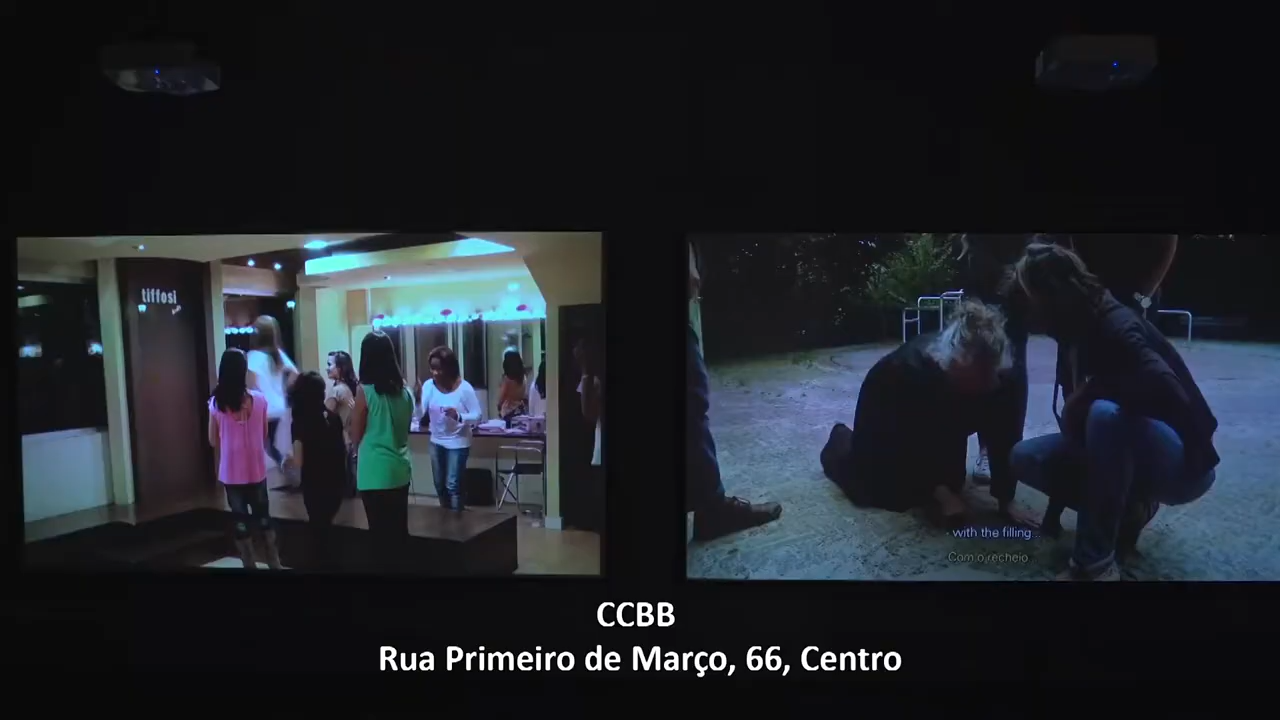 tiffosi
with the filling...
Com o recheio
CCBB
Rua Primeiro de Março, 66, Centro